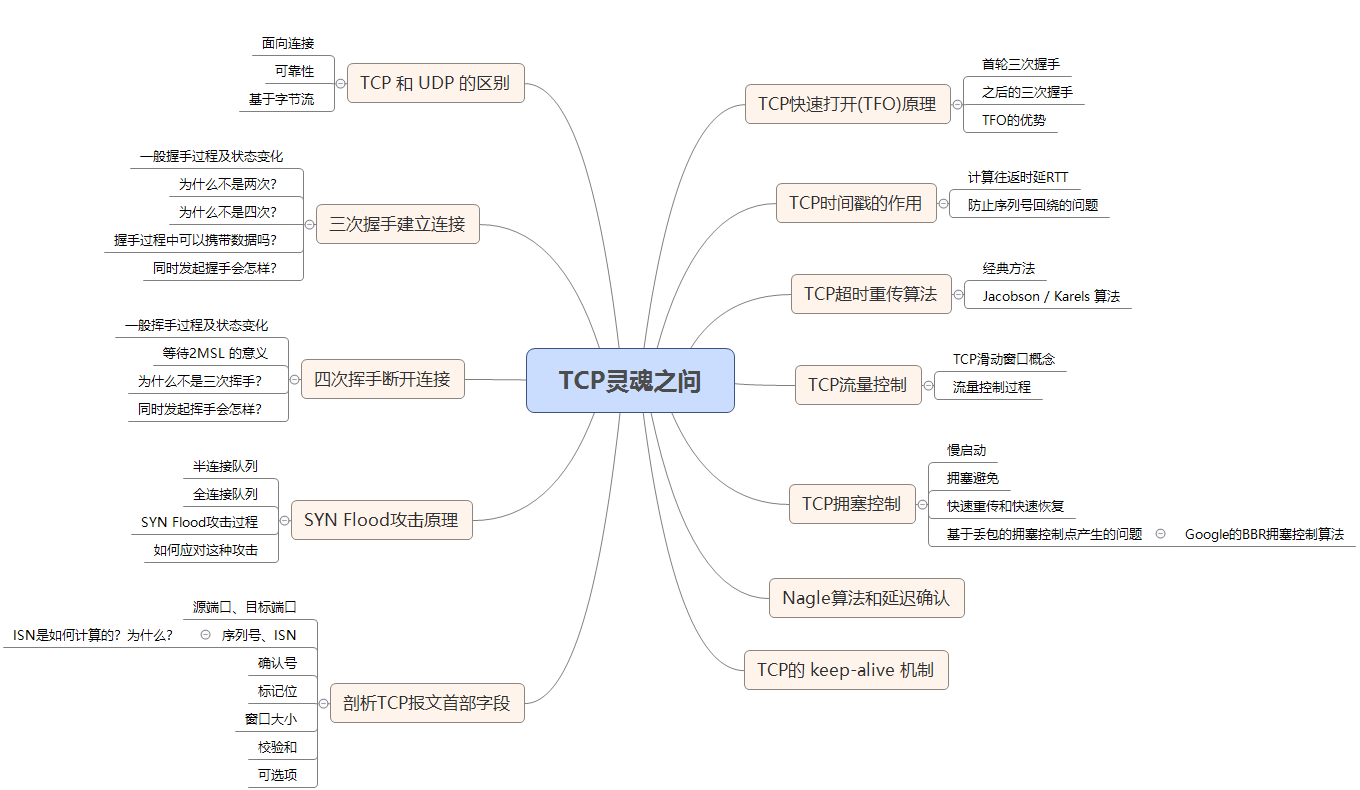 TCP灵魂之问
TCP 和 UDP 的区别
面向连接
可靠性
基于字节流
三次握手建立连接
一般握手过程及状态变化
为什么不是两次？
为什么不是四次？
握手过程中可以携带数据吗？
同时发起握手会怎样？
四次挥手断开连接
一般挥手过程及状态变化
等待2MSL 的意义
为什么不是三次挥手？
同时发起挥手会怎样？
SYN Flood攻击原理
半连接队列
全连接队列
SYN Flood攻击过程
如何应对这种攻击
剖析TCP报文首部字段
源端口、目标端口
序列号、ISN
ISN是如何计算的？为什么？
确认号
标记位
窗口大小
校验和
可选项
TCP快速打开(TFO)原理
首轮三次握手
之后的三次握手
TFO的优势
TCP时间戳的作用
计算往返时延RTT
防止序列号回绕的问题
TCP超时重传算法
经典方法
Jacobson / Karels 算法
TCP流量控制
TCP滑动窗口概念
流量控制过程
TCP拥塞控制
慢启动
拥塞避免
快速重传和快速恢复
基于丢包的拥塞控制点产生的问题
Google的BBR拥塞控制算法
Nagle算法和延迟确认
TCP的 keep-alive 机制